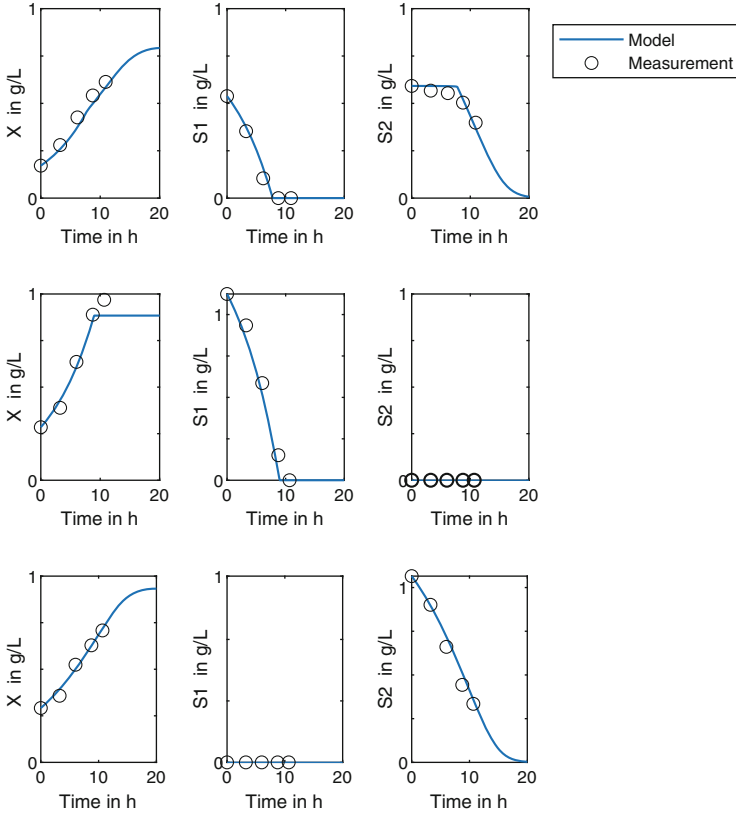 Model
Measurement
1
0
X in g/L
0 10 20
Time in h
1
0
S1 in g/L
0 10 20
Time in h
1
0
S2 in g/L
0 10 20
Time in h
1
0
X in g/L
0 10 20
Time in h
1
0
S1 in g/L
0 10 20
Time in h
1
0
S2 in g/L
0 10 20
Time in h
1
0
X in g/L
0 10 20
Time in h
1
0
S1 in g/L
0 10 20
Time in h
1
0
S2 in g/L
0 10 20
Time in h